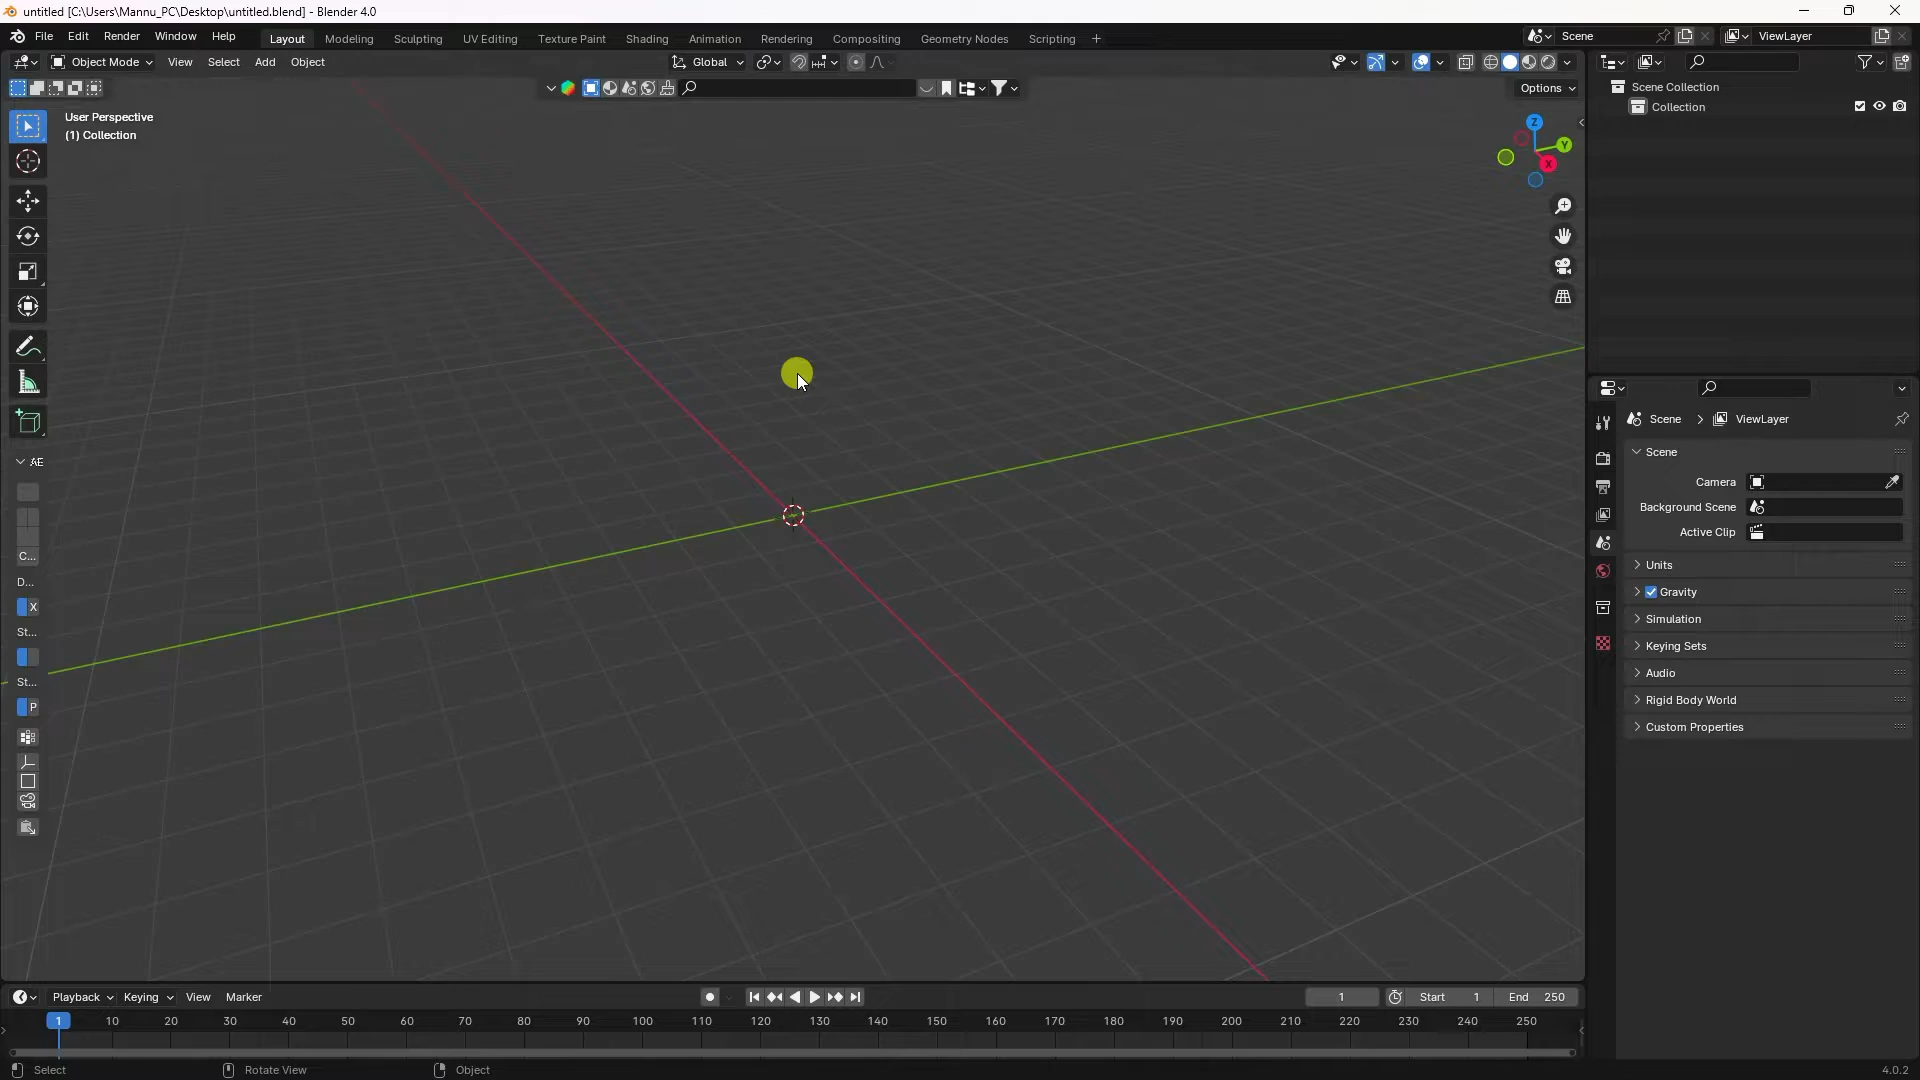 untitled [C:\Users\Mannu_PC\Desktop\untitled.blend] - Blender 4.0
File Edit Render Window Help Layout Modeling Sculpting UV Editing Texture Paint Shading Animation Rendering Compositing Geometry Nodes Scripting + Scene ViewLayer
Object Mode View Select Add Object Global
Options
User Perspective
(1) Collection
Z
Y
X
AE
C...
D...
X
St...
St...
P
Scene Collection
Collection
Scene > ViewLayer
Scene
Camera
Background Scene
Active Clip
Units
Gravity
Simulation
Keying Sets
Audio
Rigid Body World
Custom Properties
Playback Keying View Marker 1 Start 1 End 250
1 10 20 30 40 50 60 70 80 90 100 110 120 130 140 150 160 170 180 190 200 210 220 230 240 250
Select Rotate View Object 4.0.2